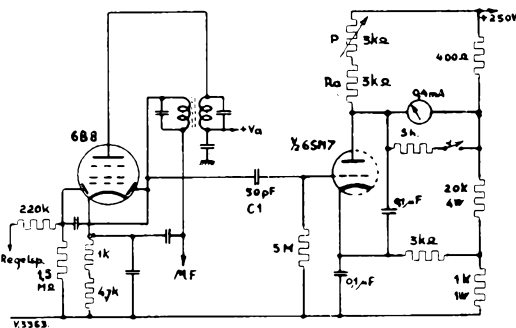 +250V
P
3kΩ
400Ω
Ra
3kΩ
0,4mA
6B8
+Va
½6SN7
Sh.
50pF
C1
0,1µF
20k
4W
220k
5M
3kΩ
Regelsp.
1,5
MΩ
1k
47k
MF
0,1µF
1k
1W
V.3363.